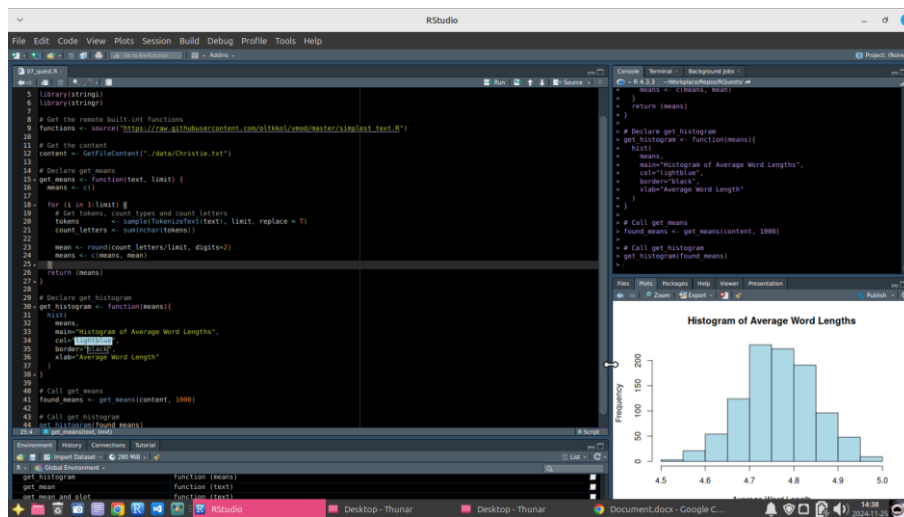 RStudio
File Edit Code View Plots Session Build Debug Profile Tools Help
Go to file/function Addins
Project: (None
07_quest.R
Run Source
5 library(stringi)
6 library(stringr)
7
8 # Get the remote built-int functions
9 functions <- source("https://raw.githubusercontent.com/oltkkol/vmod/master/simplest_text.R")
10
11 # Get the content
12 content <- GetFileContent("./data/Christie.txt")
13
14 # Declare get_means
15 get_means <- function(text, limit) {
16 means <- c()
17
18 for (i in 1:limit) {
19 # Get tokens, count_types and count_letters
20 tokens <- sample(TokenizeText(text), limit, replace = T)
21 count_letters <- sum(nchar(tokens))
22
23 mean <- round(count_letters/limit, digits=2)
24 means <- c(means, mean)
25 }
26 return (means)
27 }
28
29 # Declare get_histogram
30 get_histogram <- function(means){
31 hist(
32 means,
33 main="Histogram of Average Word Lengths",
34 col="lightblue",
35 border="black",
36 xlab="Average Word Length"
37 )
38 }
39
40 # Call get_means
41 found_means <- get_means(content, 1000)
42
43 # Call get_histogram
44 get_histogram(found_means)
25:4 get_means(text, limit) R Script
Environment History Connections Tutorial
Import Dataset 280 MiB List
R Global Environment
get_histogram function (means)
get_mean function (text)
get_mean_and_plot function (text)
Console Terminal Background Jobs
R 4.3.3 ~/Workplace/Repos/RQuests/
+ means <- c(means, mean)
+ }
+ return (means)
+ }
>
> # Declare get_histogram
> get_histogram <- function(means){
+ hist(
+ means,
+ main="Histogram of Average Word Lengths",
+ col="lightblue",
+ border="black",
+ xlab="Average Word Length"
+ )
+ }
>
> # Call get_means
> found_means <- get_means(content, 1000)
>
> # Call get_histogram
> get_histogram(found_means)
>
Files Plots Packages Help Viewer Presentation
Zoom Export Publish
Histogram of Average Word Lengths
Frequency
0 50 100 150 200
4.5 4.6 4.7 4.8 4.9 5.0
Average Word Length
RStudio
Desktop - Thunar
Desktop - Thunar
Document.docx - Google C...
14:38
2024-11-25